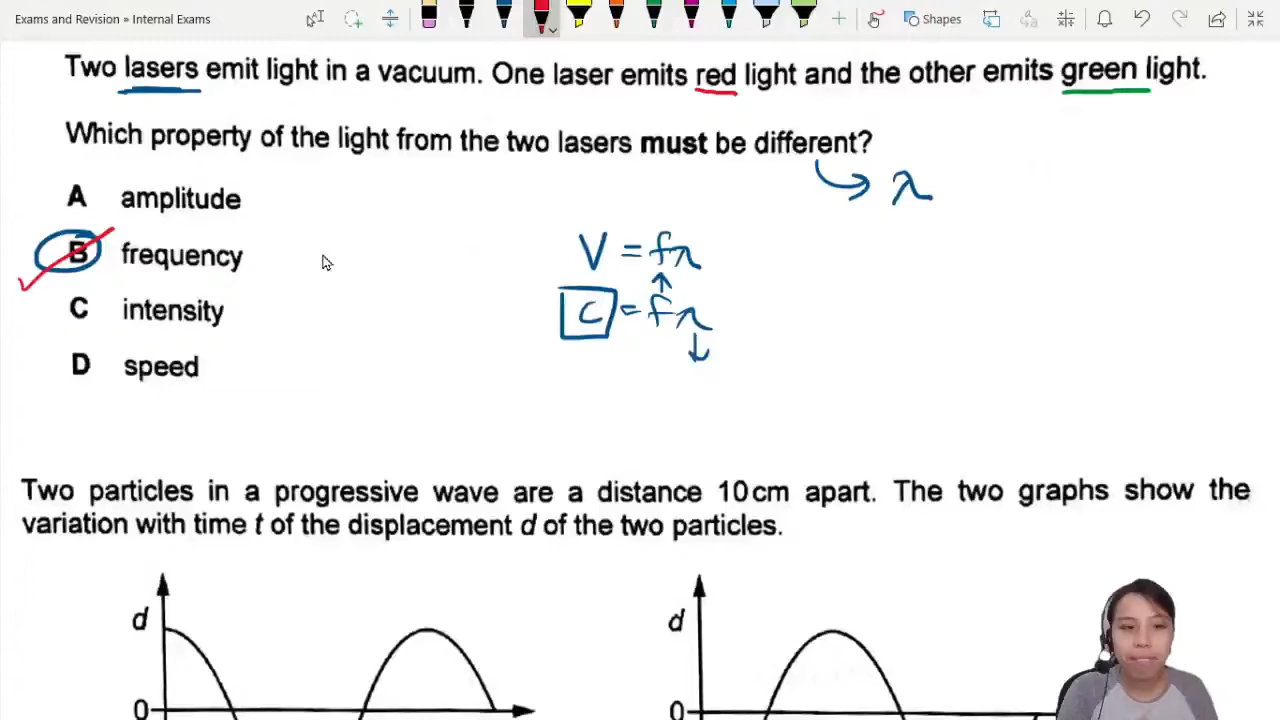 Exams and Revision » Internal Exams
Shapes
Two lasers emit light in a vacuum. One laser emits red light and the other emits green light.
Which property of the light from the two lasers must be different?
→ λ
A amplitude
B frequency
C intensity
D speed
V = fλ
↑
C = fλ
↓
Two particles in a progressive wave are a distance 10 cm apart. The two graphs show the
variation with time t of the displacement d of the two particles.
d
0
d
0